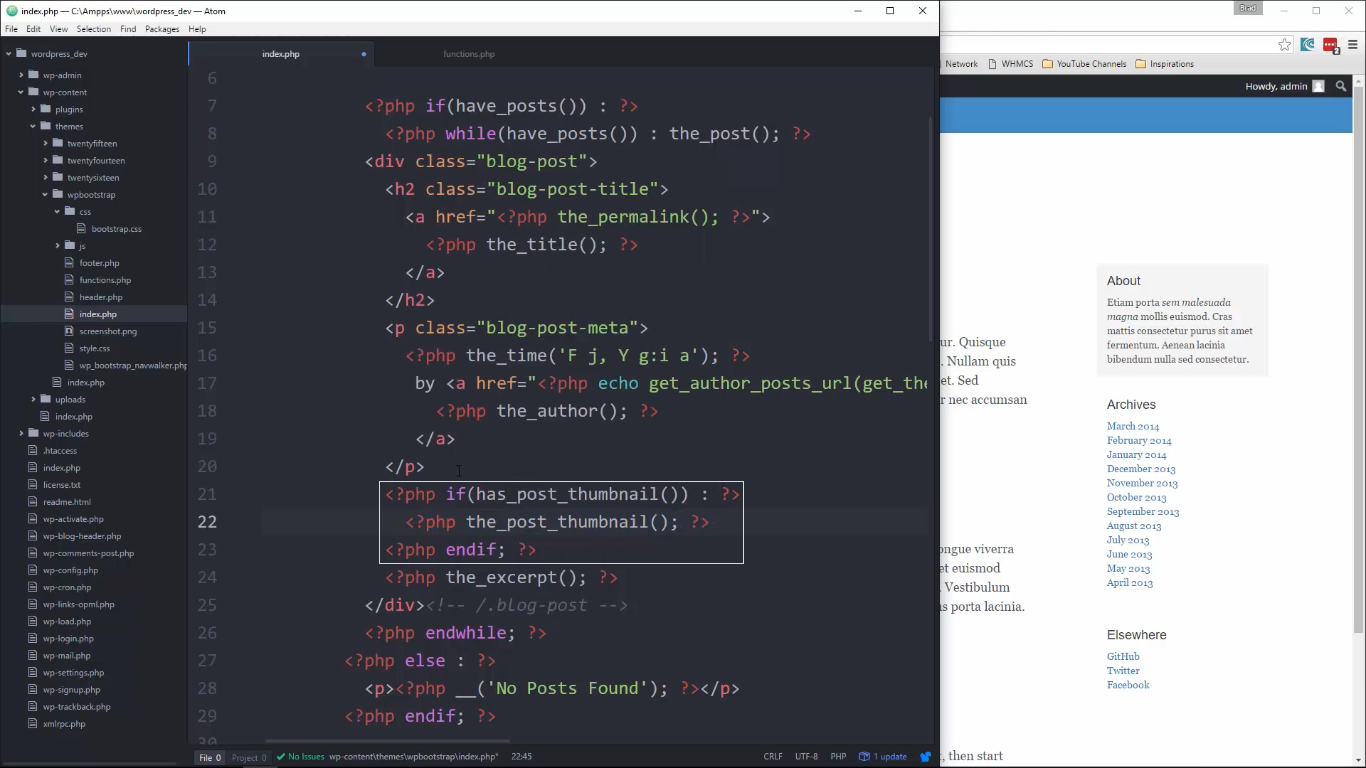 index.php — C:\Ampps\www\wordpress_dev — Atom
Brad
File Edit View Selection Find Packages
wordpress_dev
index.php
functions.php
Network WHMCS YouTube Channels Inspirations
wp-admin
wp-content
plugins
themes
twentyfifteen
twentyfourteen
twentysixteen
wpbootstrap
css
bootstrap.css
js
footer.php
functions.php
header.php
index.php
screenshot.png
style.css
wp_bootstrap_navwalker.php
index.php
uploads
index.php
wp-includes
.htaccess
index.php
license.txt
readme.html
wp-activate.php
wp-blog-header.php
wp-comments-post.php
wp-config.php
wp-cron.php
wp-links-opml.php
wp-load.php
wp-login.php
wp-mail.php
wp-settings.php
wp-signup.php
wp-trackback.php
xmlrpc.php
6
7 <?php if(have_posts()) : ?>
8 <?php while(have_posts()) : the_post(); ?>
9 <div class="blog-post">
10 <h2 class="blog-post-title">
11 <a href="<?php the_permalink(); ?>">
12 <?php the_title(); ?>
13 </a>
14 </h2>
15 <p class="blog-post-meta">
16 <?php the_time('F j, Y g:i a'); ?>
17 by <a href="<?php echo get_author_posts_url(get_the
18 <?php the_author(); ?>
19 </a>
20 </p>
21 <?php if(has_post_thumbnail()) : ?>
22 <?php the_post_thumbnail(); ?>
23 <?php endif; ?>
24 <?php the_excerpt(); ?>
25 </div><!-- /.blog-post -->
26 <?php endwhile; ?>
27 <?php else : ?>
28 <p><?php __('No Posts Found'); ?></p>
29 <?php endif; ?>
30
File 0 Project 0 No Issues wp-content\themes\wpbootstrap\index.php* 22:45 CRLF UTF-8 PHP 1 update
Howdy, admin
ur. Quisque
Nullam quis
et. Sed
r nec accumsan
ongue viverra
et euismod
Vestibulum
us porta lacinia.
, then start
About
Etiam porta sem malesuada
magna mollis euismod. Cras
mattis consectetur purus sit amet
fermentum. Aenean lacinia
bibendum nulla sed consectetur.
Archives
March 2014
February 2014
January 2014
December 2013
November 2013
October 2013
September 2013
August 2013
July 2013
June 2013
May 2013
April 2013
Elsewhere
GitHub
Twitter
Facebook